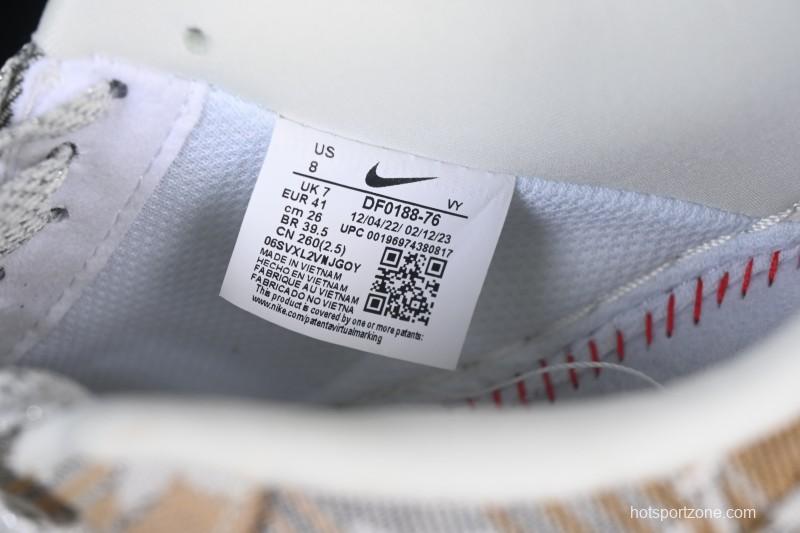 US
8
VY
UK 7
EUR 41
cm 26
BR 39.5
CN 260(2.5)
DF0188-76
12/04/22/ 02/12/23
UPC 00196974380817
06SVXL2VNJGOY
MADE IN VIETNAM
HECHO EN VIETNAM
FABRIQUE AU VIETNAM
FABRICADO NO VIETNA
This product is covered by one or more patents:
www.nike.com/patentavirtualmarking
hotsportzone.com/